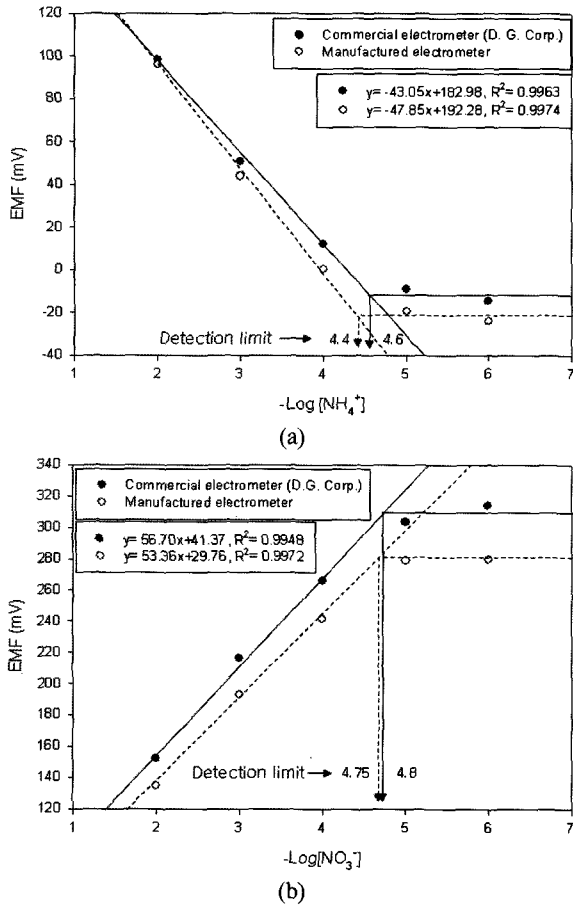 120
100
80
60
40
20
0
-20
-40
EMF (mV)
● Commercial electrometer (D. G. Corp.)
○ Manufactured electrometer
● y= -43.05x+182.98, R²= 0.9963
○ y= -47.85x+192.28, R²= 0.9974
Detection limit → 4.4 4.6
1 2 3 4 5 6 7
-Log[NH₄⁺]
(a)
340
320
300
280
260
240
220
200
180
160
140
120
EMF (mV)
● Commercial electrometer (D.G. Corp.)
○ Manufactured electrometer
● y= 56.70x+41.37, R²= 0.9948
○ y= 53.36x+29.76, R²= 0.9972
Detection limit → 4.75 4.8
1 2 3 4 5 6 7
-Log[NO₃⁻]
(b)